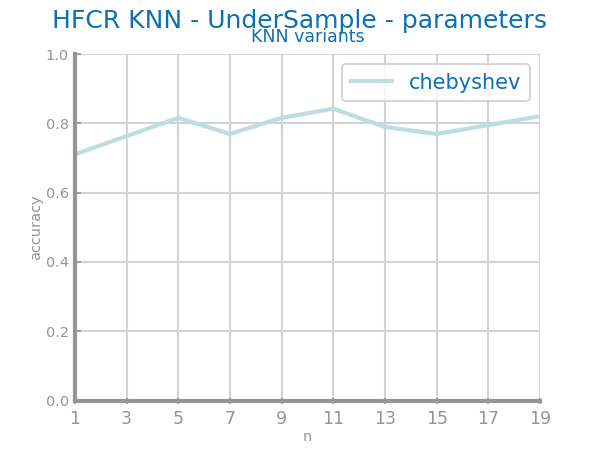 HFCR KNN - UnderSample - parameters
KNN variants
chebyshev
1.0
0.8
0.6
0.4
0.2
0.0
accuracy
1 3 5 7 9 11 13 15 17 19
n